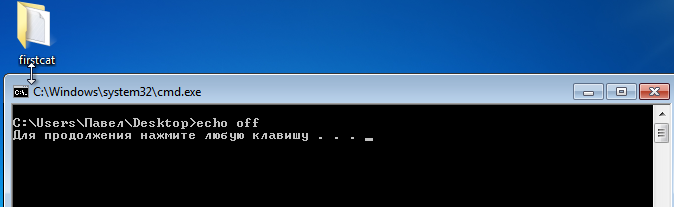 firstcat
C:\Windows\system32\cmd.exe
C:\Users\Павел\Desktop>echo off
Для продолжения нажмите любую клавишу . . . _